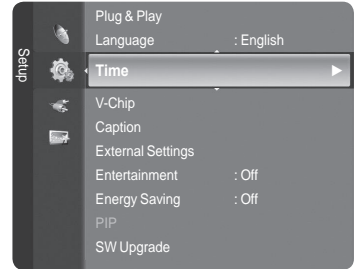 Setup
Plug & Play
Language : English
Time
V-Chip
Caption
External Settings
Entertainment : Off
Energy Saving : Off
PIP
SW Upgrade